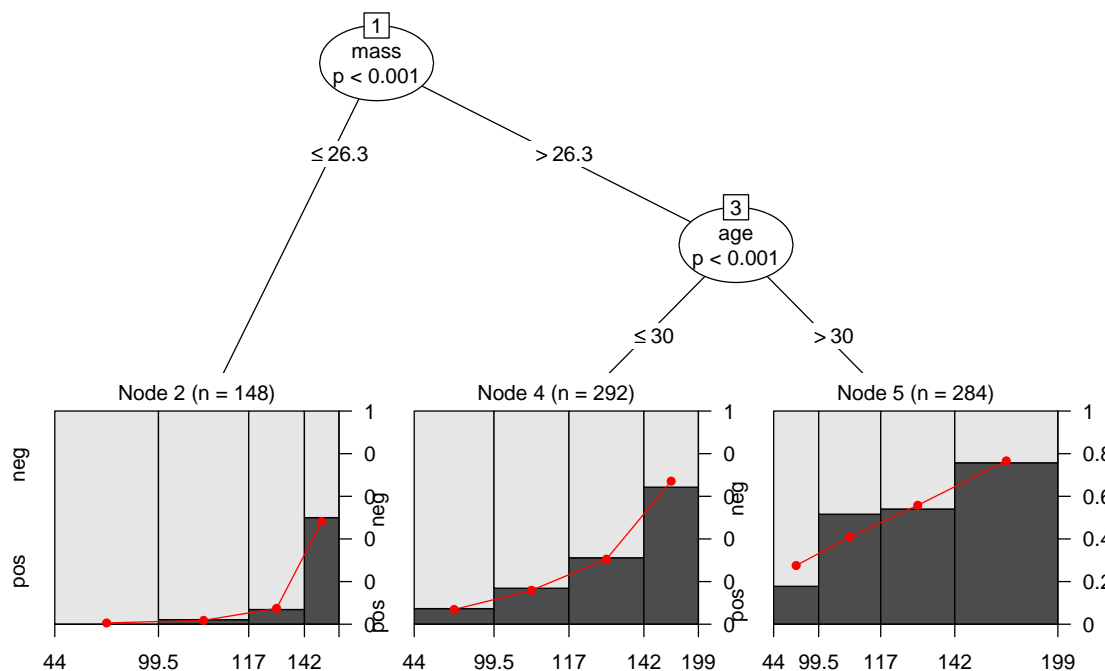 1
mass
p < 0.001
≤ 26.3
> 26.3
3
age
p < 0.001
≤ 30
> 30
Node 2 (n = 148)
Node 4 (n = 292)
Node 5 (n = 284)
neg
pos
1
0
0
0
0
0
44
99.5
117
142
neg
pos
1
0
0
0
0
0
44
99.5
117
142
199
neg
pos
1
0.8
0.6
0.4
0.2
0
44
99.5
117
142
199